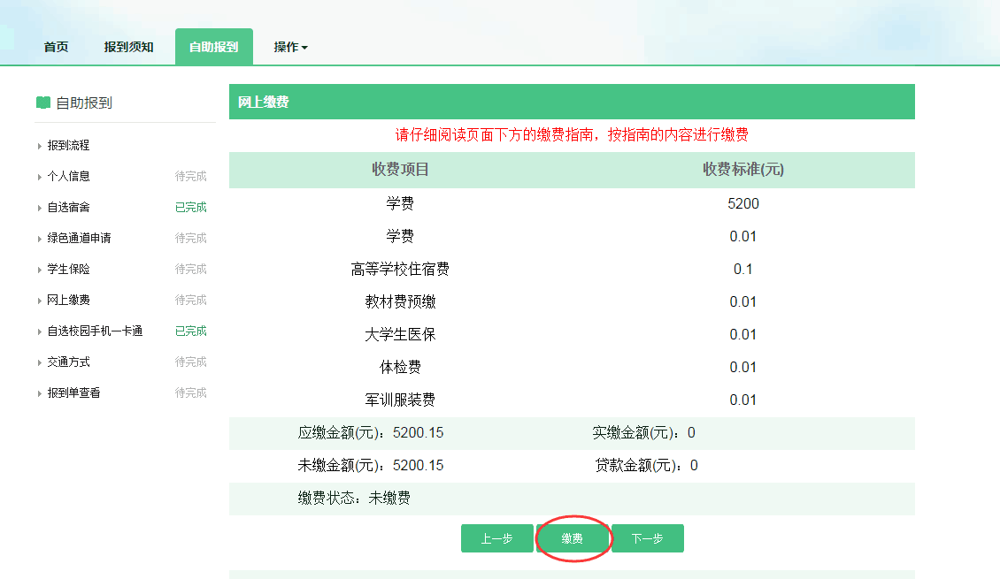 首页 报到须知 自助报到 操作
自助报到
报到流程
个人信息 待完成
自选宿舍 已完成
绿色通道申请 待完成
学生保险 待完成
网上缴费 待完成
自选校园手机一卡通 已完成
交通方式 待完成
报到单查看 待完成
网上缴费
请仔细阅读页面下方的缴费指南，按指南的内容进行缴费
收费项目 收费标准(元)
学费 5200
学费 0.01
高等学校住宿费 0.1
教材费预缴 0.01
大学生医保 0.01
体检费 0.01
军训服装费 0.01
应缴金额(元)：5200.15 实缴金额(元)：0
未缴金额(元)：5200.15 贷款金额(元)：0
缴费状态：未缴费
上一步 缴费 下一步